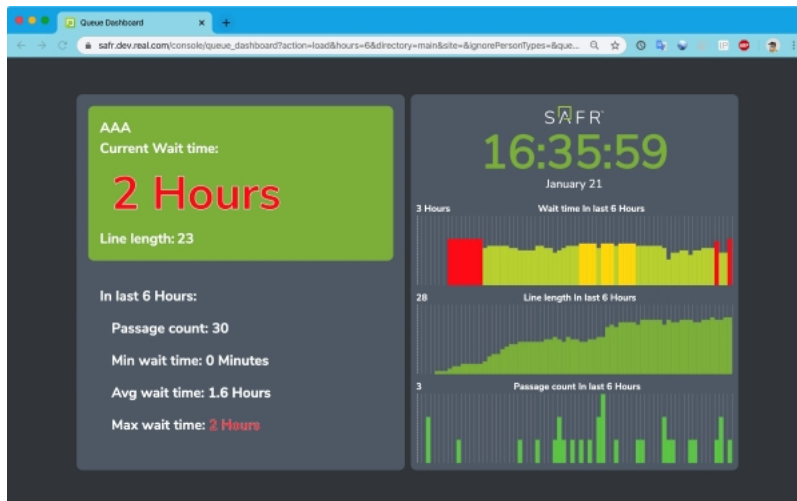 Queue Dashboard
safr.dev.real.com/console/queue_dashboard?action=load&hours=6&directory=main&site=&ignorePersonTypes=&que...
AAA
Current Wait time:
2 Hours
Line length: 23
In last 6 Hours:
Passage count: 30
Min wait time: 0 Minutes
Avg wait time: 1.6 Hours
Max wait time: 2 Hours
SAFR
16:35:59
January 21
3 Hours Wait time In last 6 Hours
28 Line length In last 6 Hours
3 Passage count In last 6 Hours